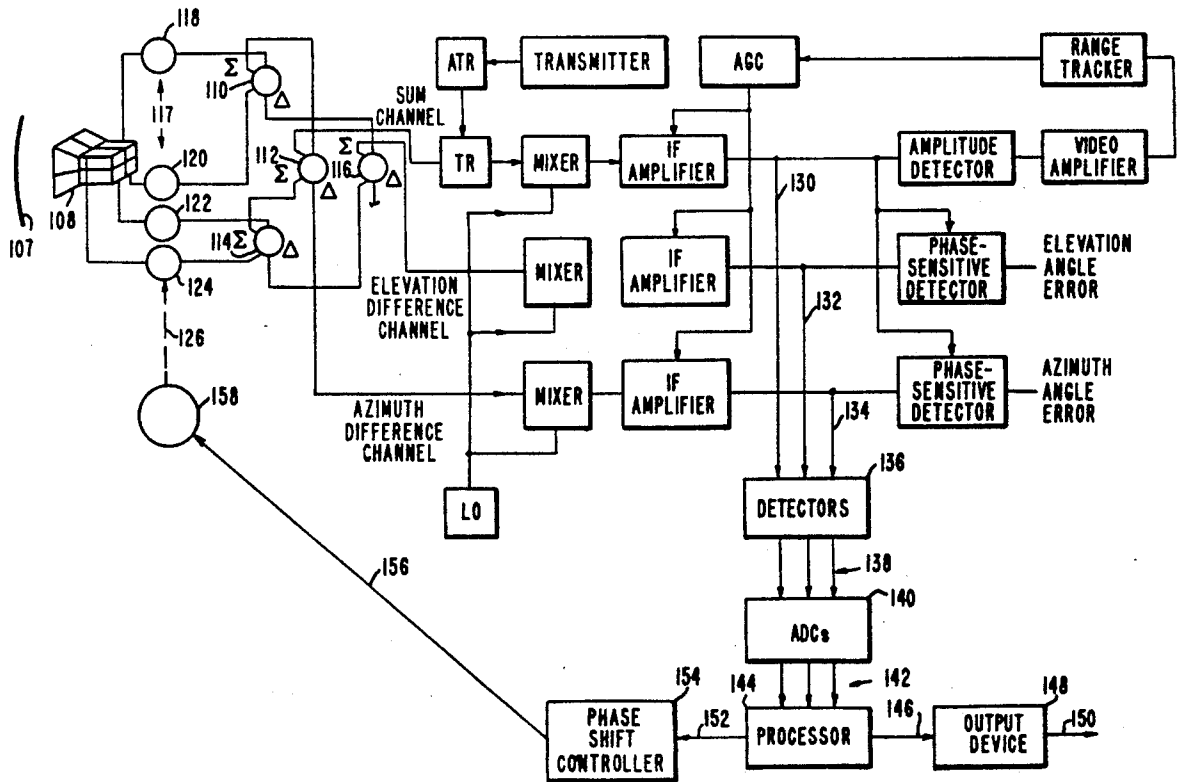 118
ATR
TRANSMITTER
AGC
RANGE
TRACKER
Σ
110
Δ
SUM
CHANNEL
117
112
Σ
Δ
Σ
116
Δ
TR
MIXER
IF
AMPLIFIER
AMPLITUDE
DETECTOR
VIDEO
AMPLIFIER
107
108
120
122
130
114
Σ
Δ
124
ELEVATION
DIFFERENCE
CHANNEL
MIXER
IF
AMPLIFIER
132
PHASE-
SENSITIVE
DETECTOR
ELEVATION
ANGLE
ERROR
126
158
AZIMUTH
DIFFERENCE
CHANNEL
MIXER
IF
AMPLIFIER
134
PHASE-
SENSITIVE
DETECTOR
AZIMUTH
ANGLE
ERROR
LO
136
DETECTORS
138
156
140
ADCs
142
154
PHASE
SHIFT
CONTROLLER
152
144
PROCESSOR
146
148
OUTPUT
DEVICE
150